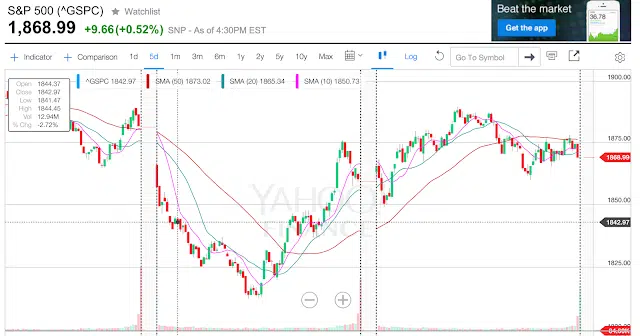 S&P 500 (^GSPC) ★ Watchlist
1,868.99 +9.66 (+0.52%) SNP - As of 4:30PM EST
Beat the market
Get the app
36.78
+ Indicator + Comparison 1d 5d 1m 3m 6m YTD 1y 2y 5y 10y Max Log Go To Symbol
Open 1844.37
Close 1842.97
Low 1841.47
High 1844.45
Vol 12.94M
% Chg -2.72%
^GSPC 1842.97 SMA (50) 1873.02 SMA (20) 1865.34 SMA (10) 1850.73
1900.00
1875.00
1868.99
1850.00
1842.97
1825.00
YAHOO
FINANCE
84.80M